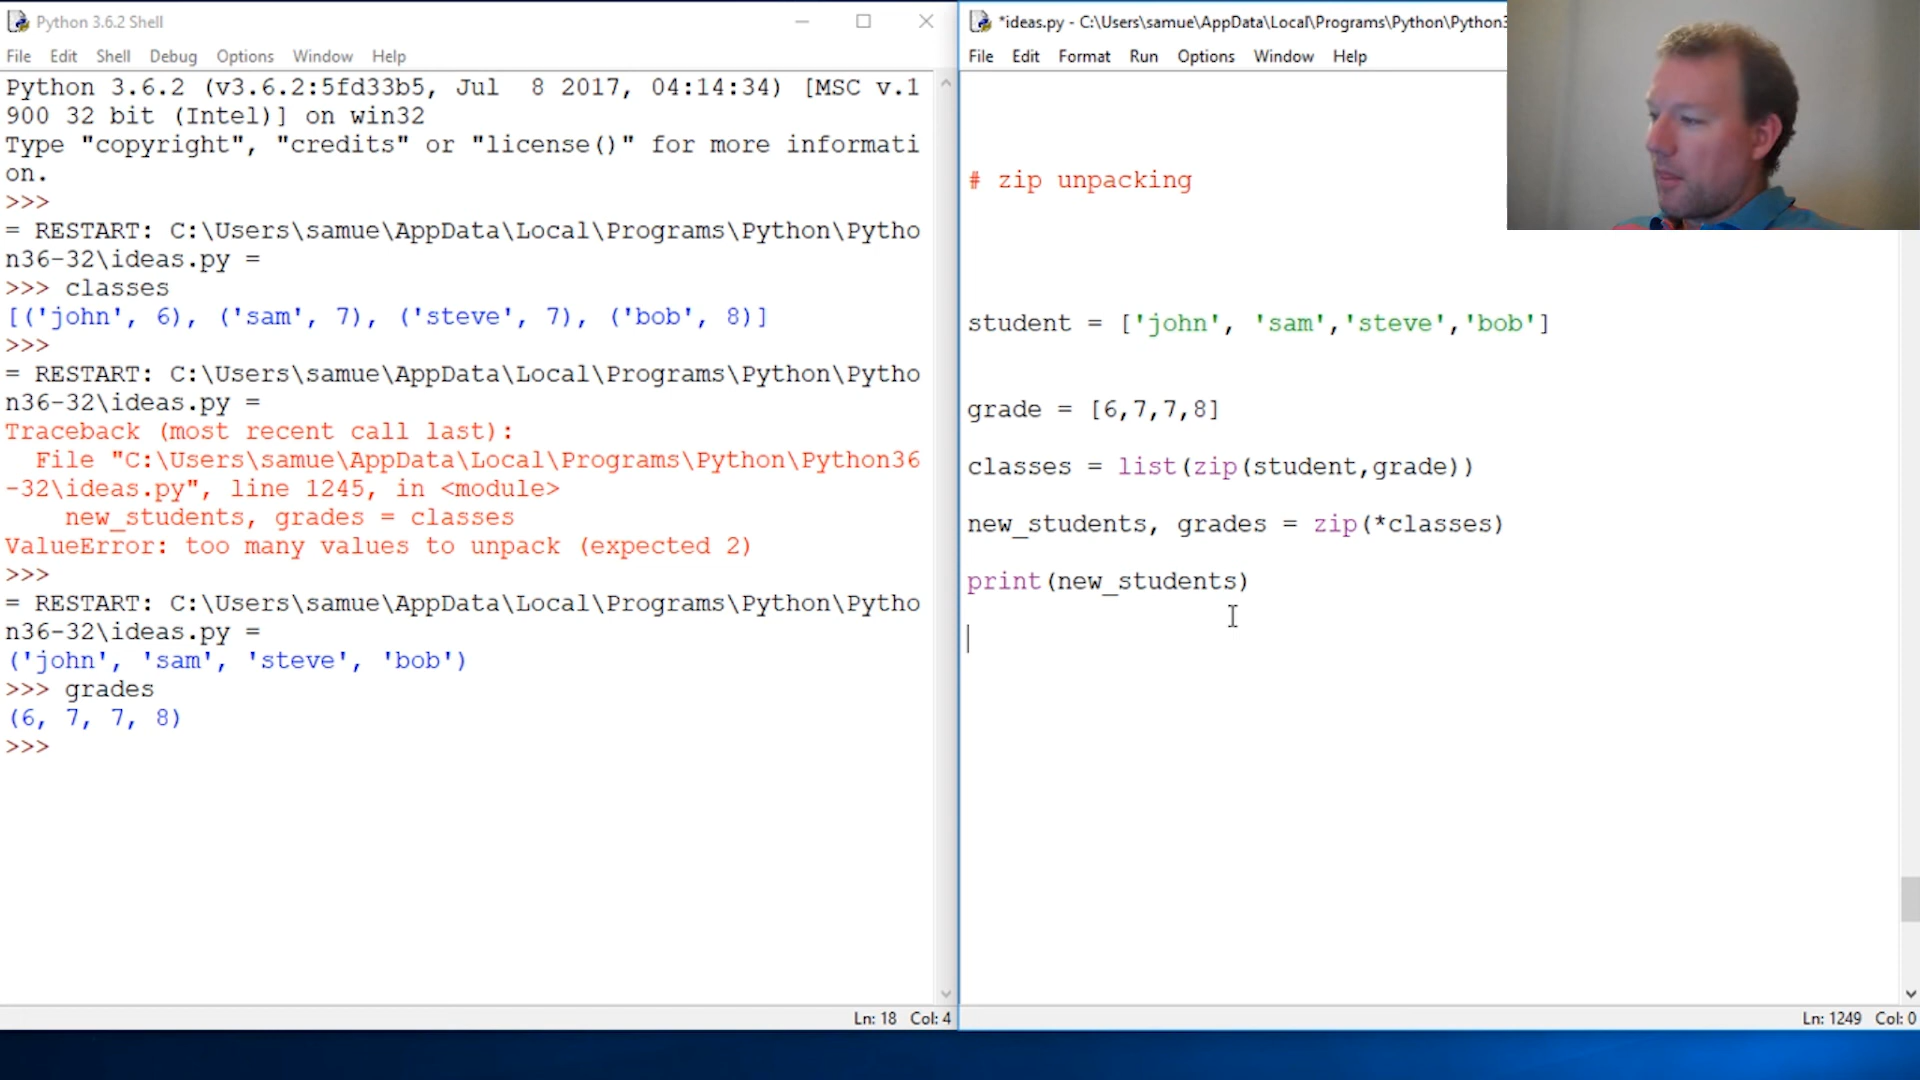 Python 3.6.2 Shell
File Edit Shell Debug Options Window Help
Python 3.6.2 (v3.6.2:5fd33b5, Jul  8 2017, 04:14:34) [MSC v.1
900 32 bit (Intel)] on win32
Type "copyright", "credits" or "license()" for more informati
on.
>>>
= RESTART: C:\Users\samue\AppData\Local\Programs\Python\Pytho
n36-32\ideas.py =
>>> classes
[('john', 6), ('sam', 7), ('steve', 7), ('bob', 8)]
>>>
= RESTART: C:\Users\samue\AppData\Local\Programs\Python\Pytho
n36-32\ideas.py =
Traceback (most recent call last):
  File "C:\Users\samue\AppData\Local\Programs\Python\Python36
-32\ideas.py", line 1245, in <module>
    new_students, grades = classes
ValueError: too many values to unpack (expected 2)
>>>
= RESTART: C:\Users\samue\AppData\Local\Programs\Python\Pytho
n36-32\ideas.py =
('john', 'sam', 'steve', 'bob')
>>> grades
(6, 7, 7, 8)
>>>
Ln: 18 Col: 4
*ideas.py - C:\Users\samue\AppData\Local\Programs\Python\Python3
File Edit Format Run Options Window Help
# zip unpacking
student = ['john', 'sam','steve','bob']
grade = [6,7,7,8]
classes = list(zip(student,grade))
new_students, grades = zip(*classes)
print(new_students)
Ln: 1249 Col: 0